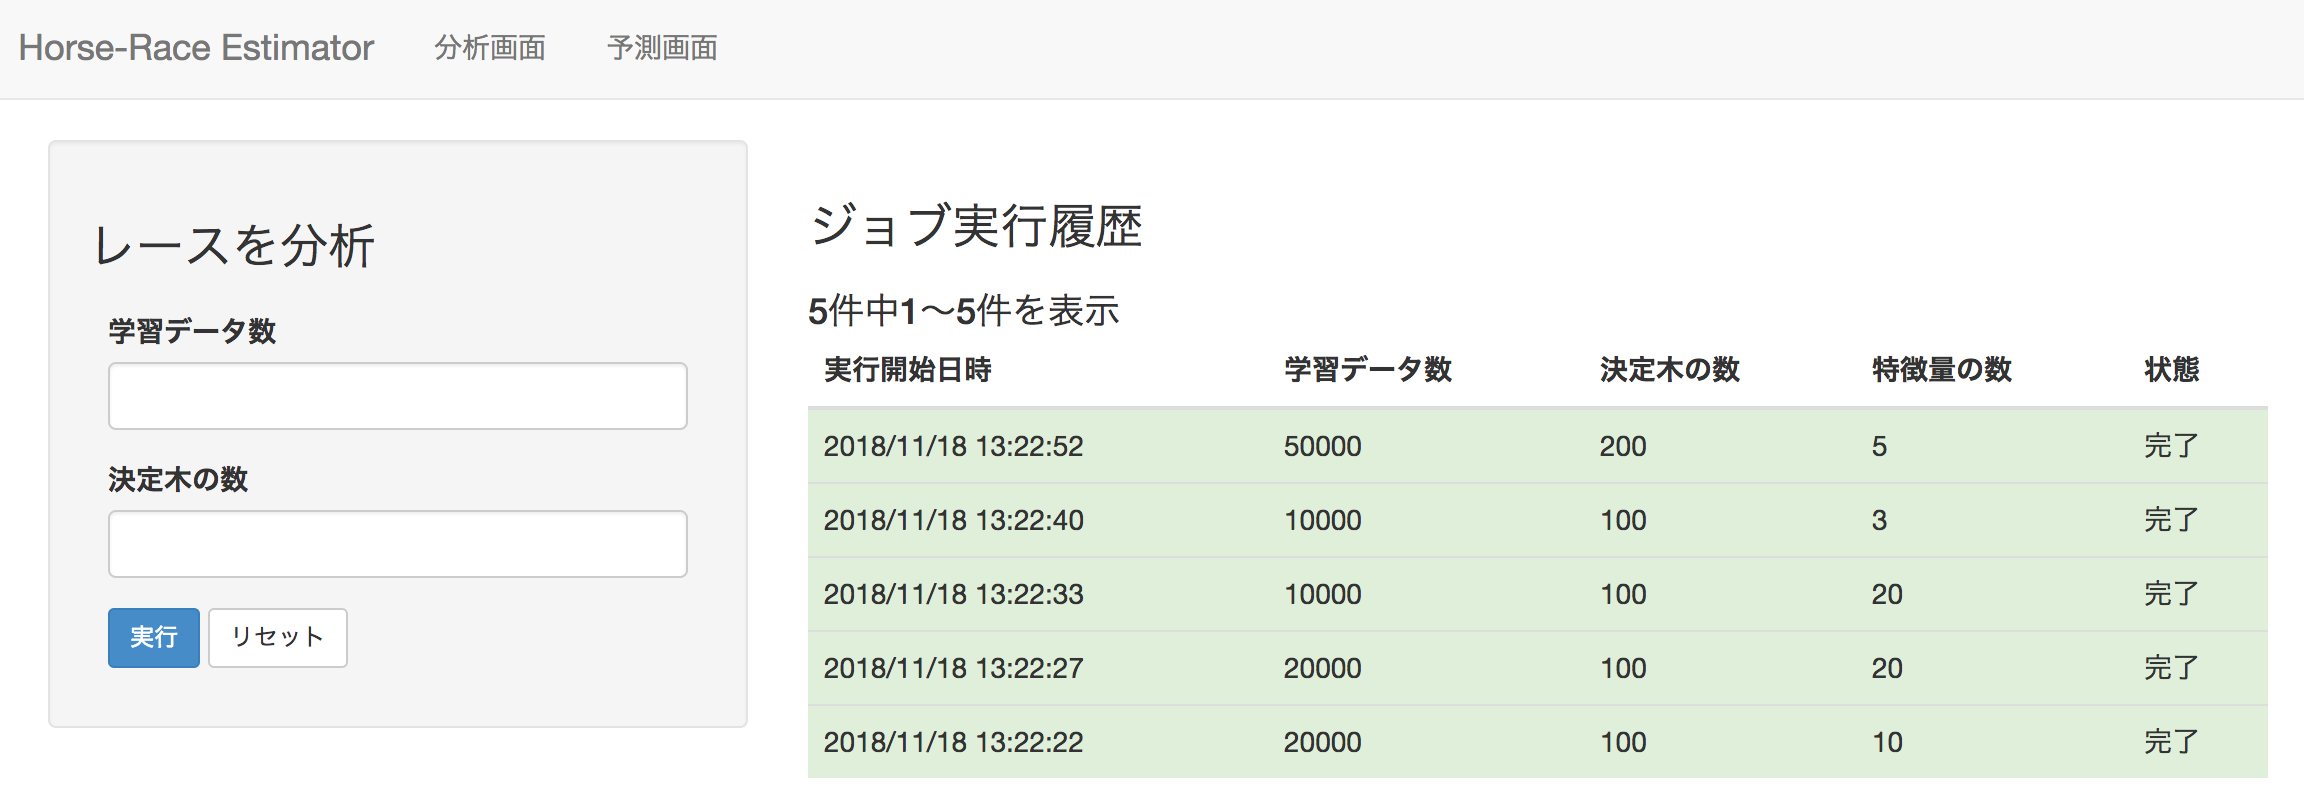 Horse-Race Estimator 分析画面 予測画面
レースを分析
学習データ数
決定木の数
実行 リセット
ジョブ実行履歴
5件中1〜5件を表示
実行開始日時 学習データ数 決定木の数 特徴量の数 状態
2018/11/18 13:22:52 50000 200 5 完了
2018/11/18 13:22:40 10000 100 3 完了
2018/11/18 13:22:33 10000 100 20 完了
2018/11/18 13:22:27 20000 100 20 完了
2018/11/18 13:22:22 20000 100 10 完了